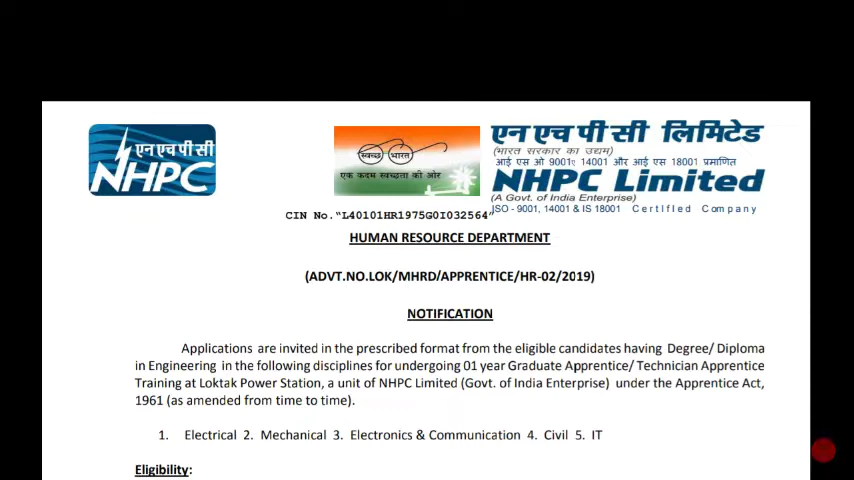 एन एच पी सी
NHPC
स्वच्छ भारत
एक कदम स्वच्छता की ओर
एन एच पी सी लिमिटेड
(भारत सरकार का उद्यम)
आई एस ओ 9001, 14001 और आई एस 18001 प्रमाणित
NHPC Limited
(A Govt. of India Enterprise)
ISO - 9001, 14001 & IS 18001 Certified Company
CIN No."L40101HR1975GOI032564"
HUMAN RESOURCE DEPARTMENT
(ADVT.NO.LOK/MHRD/APPRENTICE/HR-02/2019)
NOTIFICATION
Applications are invited in the prescribed format from the eligible candidates having Degree/ Diploma
in Engineering in the following disciplines for undergoing 01 year Graduate Apprentice/ Technician Apprentice
Training at Loktak Power Station, a unit of NHPC Limited (Govt. of India Enterprise) under the Apprentice Act,
1961 (as amended from time to time).
1. Electrical 2. Mechanical 3. Electronics & Communication 4. Civil 5. IT
Eligibility: